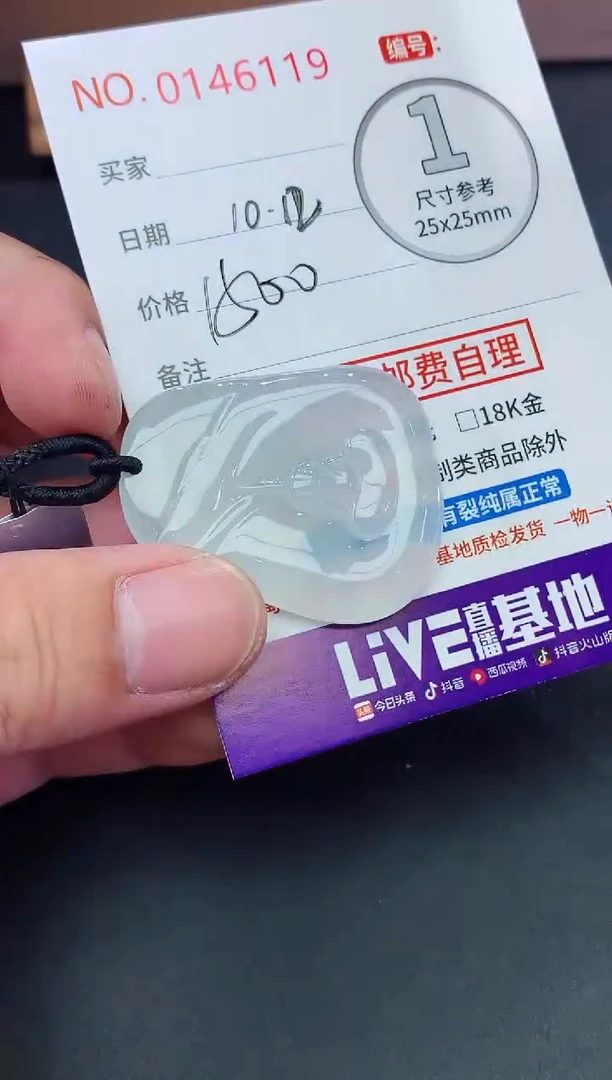 NO. 0146119
编号:
1
尺寸参考
25x25mm
买家
日期 10-12
价格 1500
备注
邮费自理
□18K金
制类商品除外
有裂纯属正常
基地质检发货 一物一
LiVE直播基地
今日头条 抖音 西瓜视频 抖音火山版